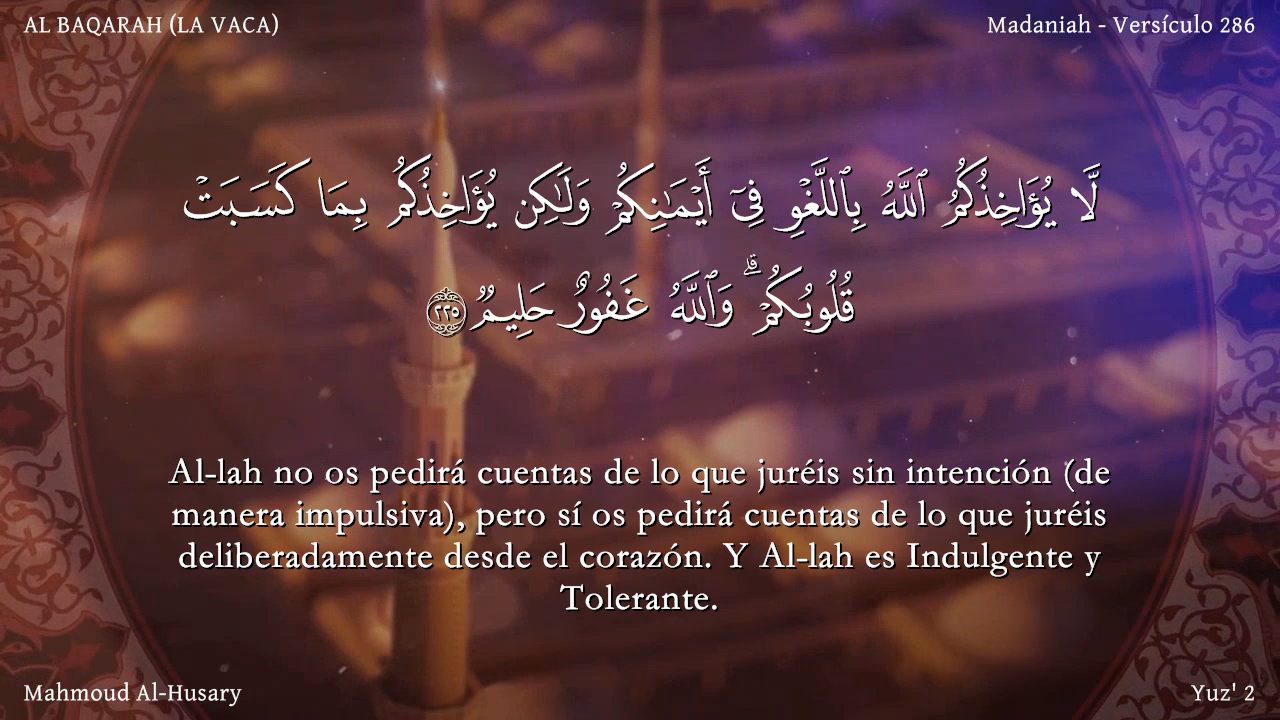 AL BAQARAH (LA VACA)
Madaniah - Versículo 286
لَّا يُؤَاخِذُكُمُ ٱللَّهُ بِٱللَّغْوِ فِىٓ أَيْمَـٰنِكُمْ وَلَـٰكِن يُؤَاخِذُكُم بِمَا كَسَبَتْ
قُلُوبُكُمْ ۗ وَٱللَّهُ غَفُورٌ حَلِيمٌ ٢٢٥
Al-lah no os pedirá cuentas de lo que juréis sin intención (de
manera impulsiva), pero sí os pedirá cuentas de lo que juréis
deliberadamente desde el corazón. Y Al-lah es Indulgente y
Tolerante.
Mahmoud Al-Husary
Yuz' 2